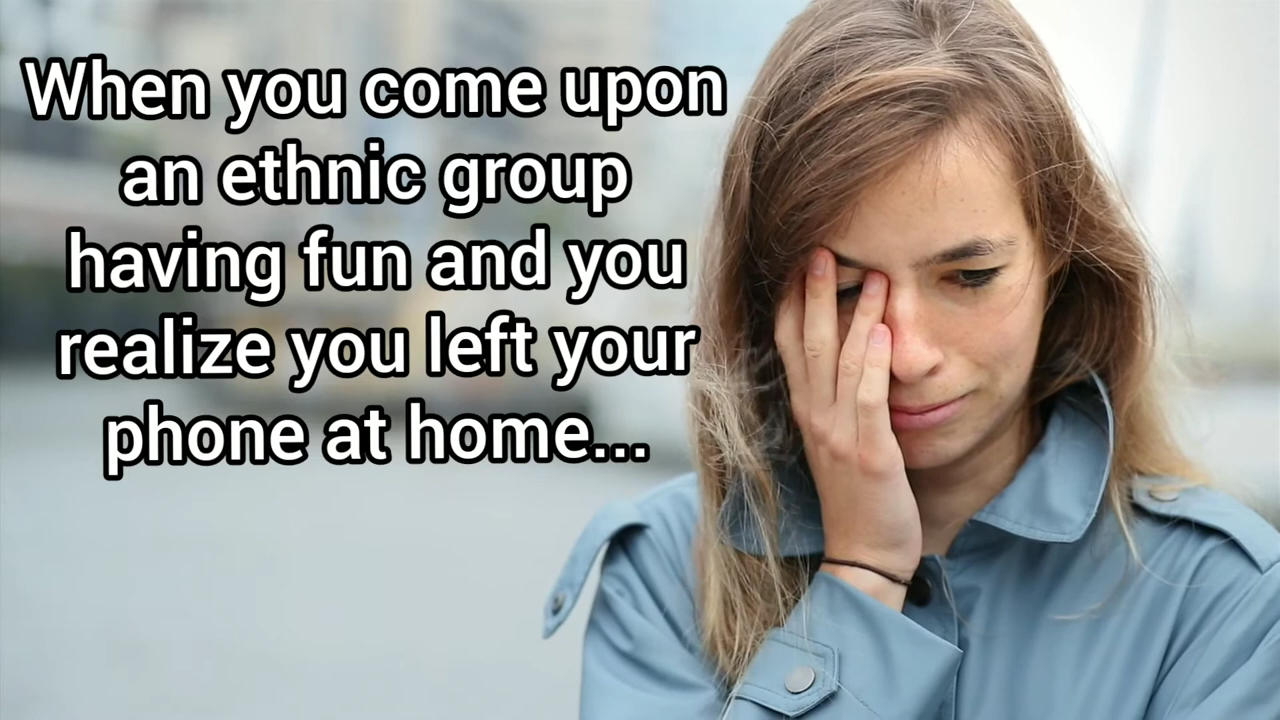 When you come upon
an ethnic group
having fun and you
realize you left your
phone at home...